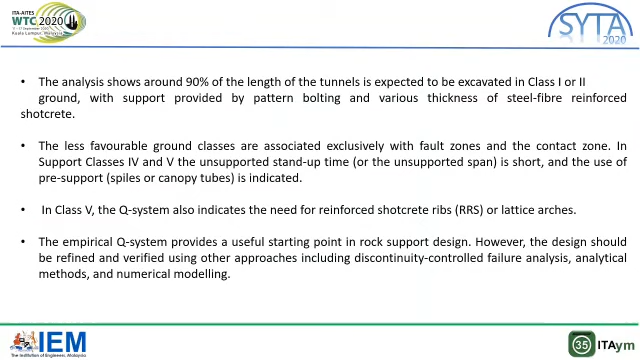 ITA-AITES
WTC 2020
11 - 17 September 2020
Kuala Lumpur, Malaysia
SYTA
2020
• The analysis shows around 90% of the length of the tunnels is expected to be excavated in Class I or II
ground, with support provided by pattern bolting and various thickness of steel-fibre reinforced
shotcrete.
• The less favourable ground classes are associated exclusively with fault zones and the contact zone. In
Support Classes IV and V the unsupported stand-up time (or the unsupported span) is short, and the use of
pre-support (spiles or canopy tubes) is indicated.
• In Class V, the Q-system also indicates the need for reinforced shotcrete ribs (RRS) or lattice arches.
• The empirical Q-system provides a useful starting point in rock support design. However, the design should
be refined and verified using other approaches including discontinuity-controlled failure analysis, analytical
methods, and numerical modelling.
IEM
The Institution of Engineers, Malaysia
35 ITAym